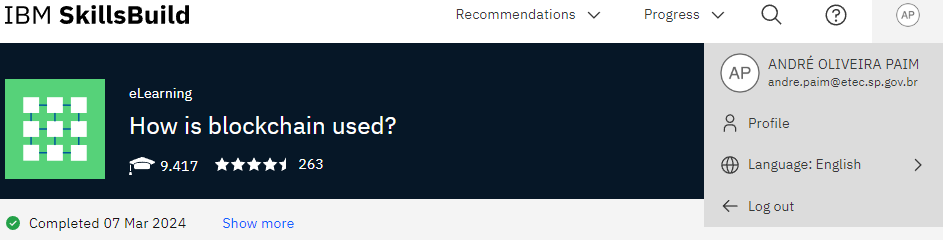 IBM SkillsBuild
Recommendations
Progress
AP
AP
ANDRÉ OLIVEIRA PAIM
andre.paim@etec.sp.gov.br
Profile
Language: English
Log out
eLearning
How is blockchain used?
9.417
263
Completed 07 Mar 2024
Show more